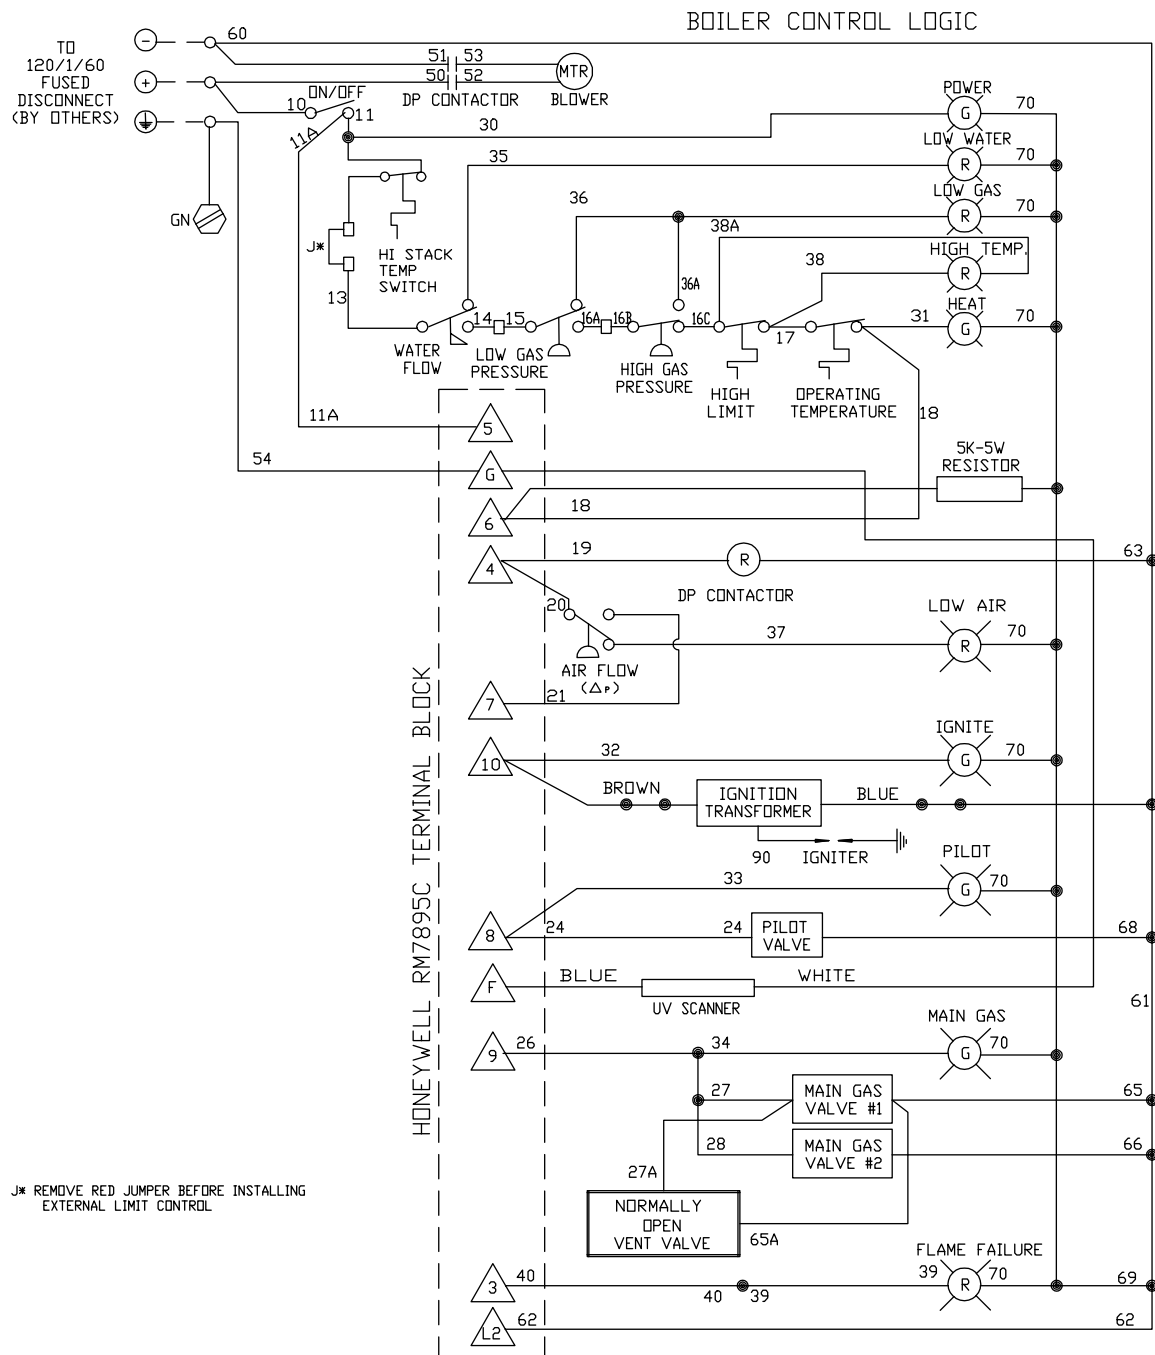 BOILER CONTROL LOGIC
TO
120/1/60
FUSED
DISCONNECT
(BY OTHERS)
-
60
+
51
53
50
52
MTR
DP CONTACTOR
BLOWER
ON/OFF
10
11
11A
30
POWER
G
70
GN
35
LOW WATER
R
70
36
LOW GAS
R
70
38A
HIGH TEMP.
R
38
J*
HI STACK
TEMP
SWITCH
13
36A
HEAT
14
15
16A
16B
16C
17
31
G
70
WATER
FLOW
LOW GAS
PRESSURE
HIGH GAS
PRESSURE
HIGH
LIMIT
OPERATING
TEMPERATURE
18
11A
5
54
G
5K-5W
RESISTOR
6
18
4
19
R
63
DP CONTACTOR
20
LOW AIR
37
R
70
AIR FLOW
(△P)
7
21
IGNITE
10
32
G
70
BROWN
IGNITION
TRANSFORMER
BLUE
90
IGNITER
PILOT
33
G
70
8
24
24
PILOT
VALVE
68
F
BLUE
WHITE
UV SCANNER
61
MAIN GAS
9
26
34
G
70
27
MAIN GAS
VALVE #1
65
28
MAIN GAS
VALVE #2
66
27A
NORMALLY
OPEN
VENT VALVE
65A
HONEYWELL RM7895C TERMINAL BLOCK
J* REMOVE RED JUMPER BEFORE INSTALLING
EXTERNAL LIMIT CONTROL
FLAME FAILURE
3
40
40
39
39
R
70
69
L2
62
62